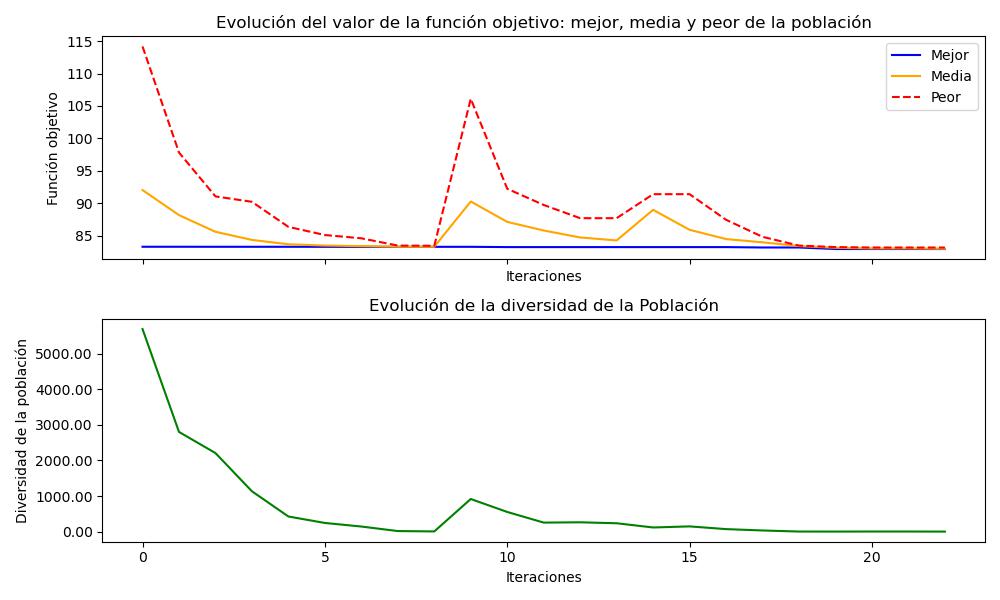 Evolución del valor de la función objetivo: mejor, media y peor de la población
115
110
105
100
95
90
85
Función objetivo
Mejor
Media
Peor
Iteraciones
Evolución de la diversidad de la Población
5000.00
4000.00
3000.00
2000.00
1000.00
0.00
Diversidad de la población
0
5
10
15
20
Iteraciones